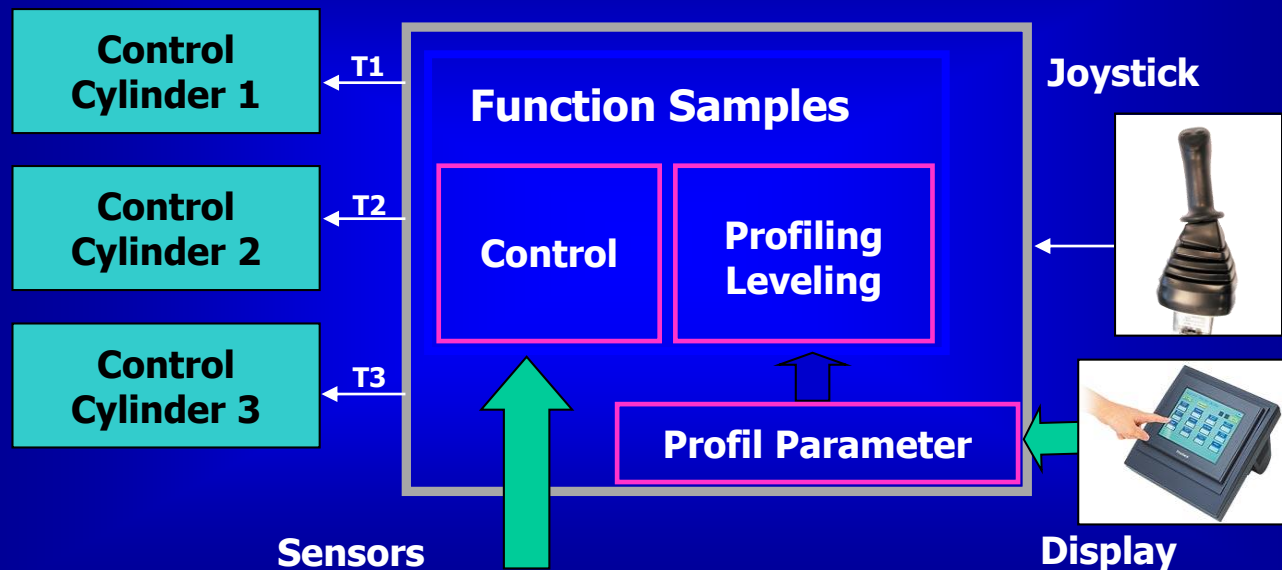 Control
Cylinder 1
T1
Function Samples
Joystick
Control
Cylinder 2
T2
Control
Profiling
Leveling
Control
Cylinder 3
T3
Profil Parameter
Sensors
Display